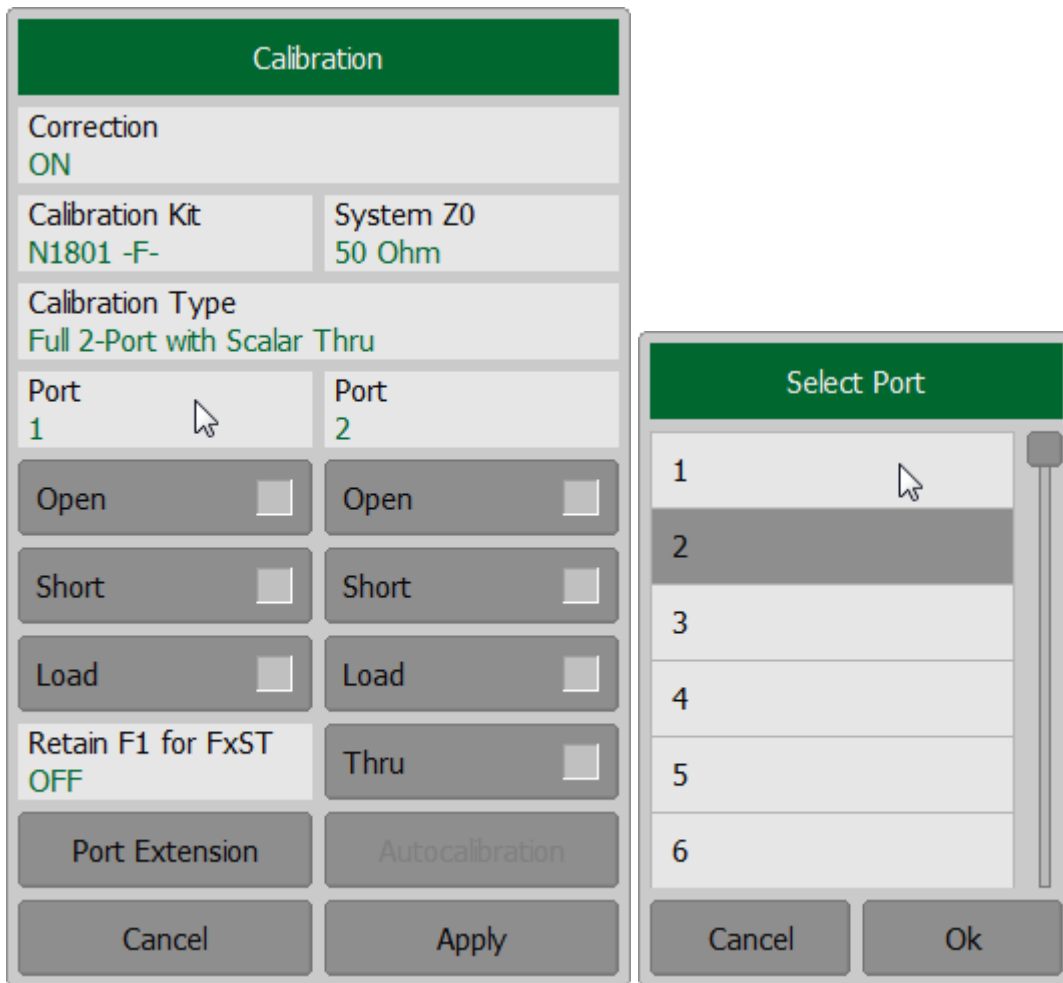 Calibration
Correction
ON
Calibration Kit
N1801 -F-
System Z0
50 Ohm
Calibration Type
Full 2-Port with Scalar Thru
Port
1
Port
2
Open
Open
Short
Short
Load
Load
Retain F1 for FxST
OFF
Thru
Port Extension
Autocalibration
Cancel
Apply
Select Port
1
2
3
4
5
6
Cancel
Ok